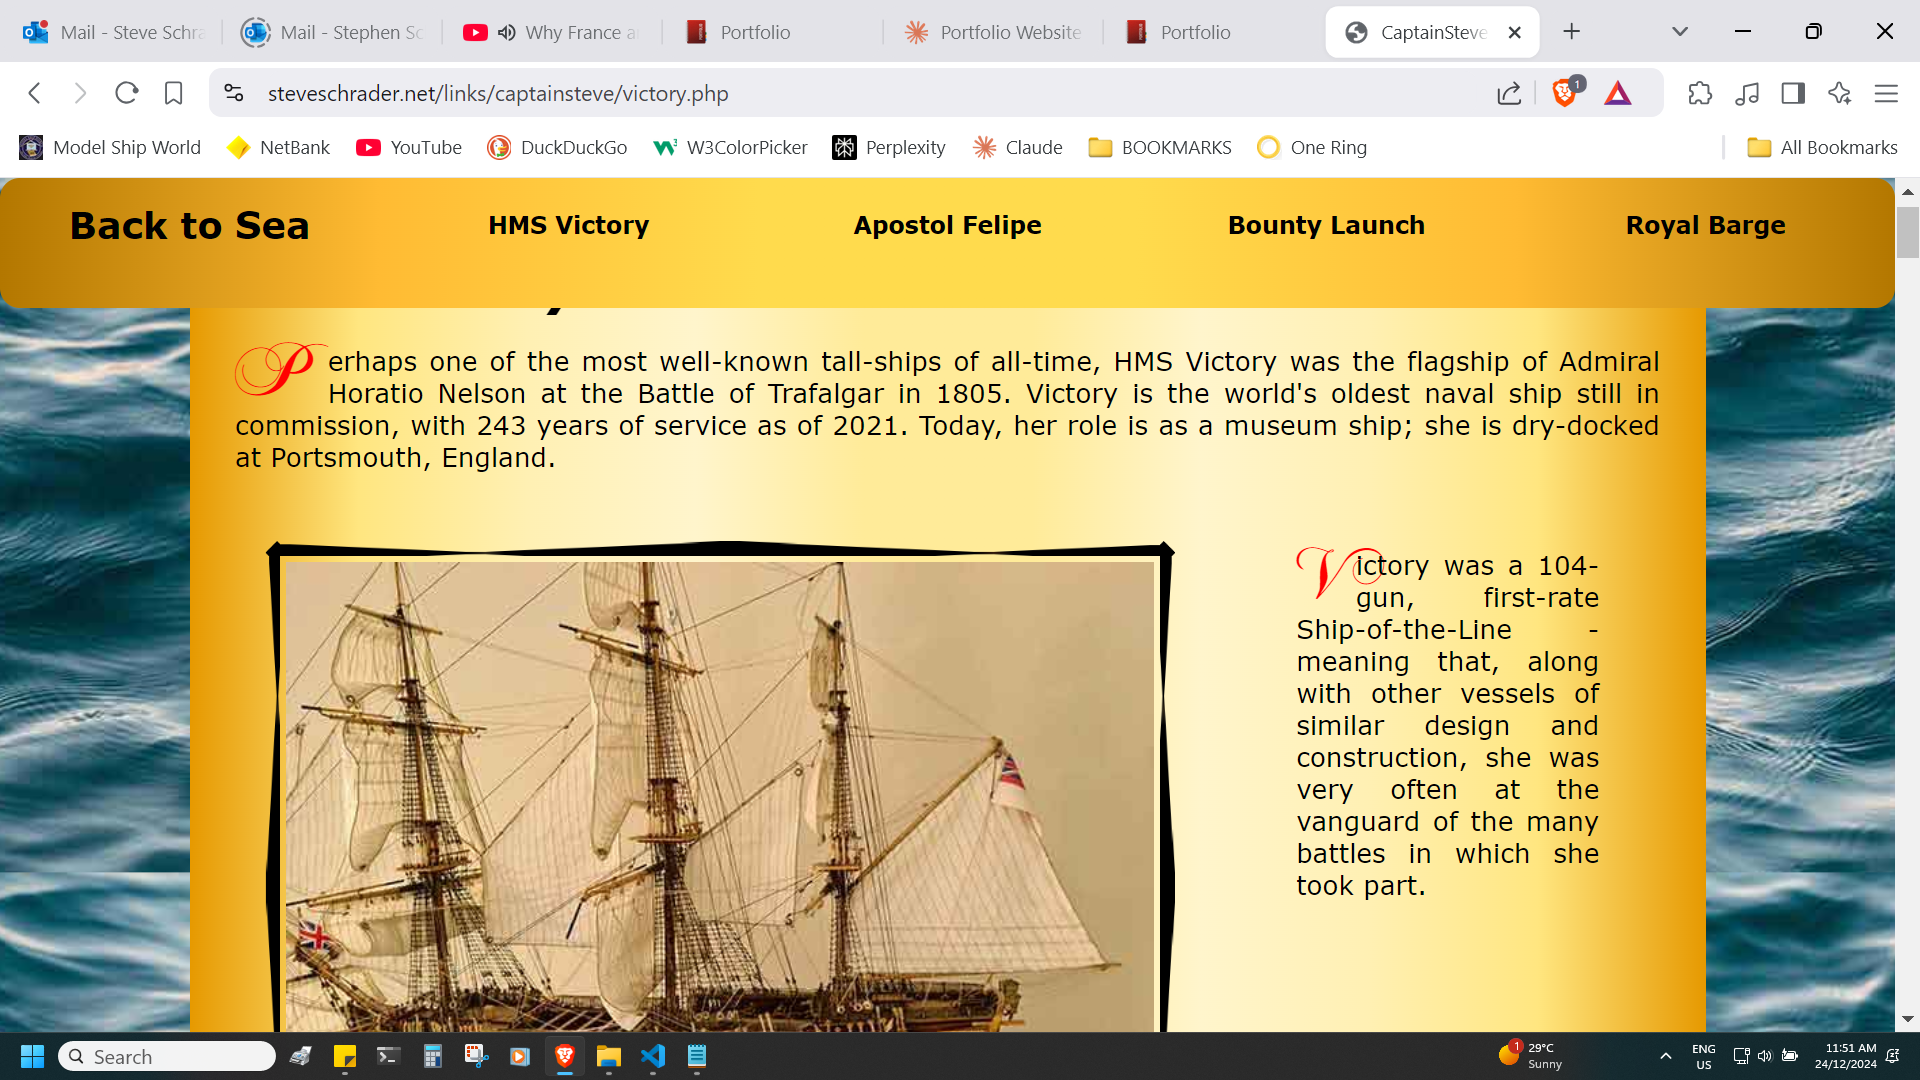 Mail - Steve Schra
Mail - Stephen Sc
Why France a
Portfolio
Portfolio Website
Portfolio
CaptainSteve
steveschrader.net/links/captainsteve/victory.php
1
Model Ship World
NetBank
YouTube
DuckDuckGo
W3ColorPicker
Perplexity
Claude
BOOKMARKS
One Ring
All Bookmarks
Back to Sea
HMS Victory
Apostol Felipe
Bounty Launch
Royal Barge
Perhaps one of the most well-known tall-ships of all-time, HMS Victory was the flagship of Admiral
Horatio Nelson at the Battle of Trafalgar in 1805. Victory is the world's oldest naval ship still in
commission, with 243 years of service as of 2021. Today, her role is as a museum ship; she is dry-docked
at Portsmouth, England.
Victory was a 104-
gun, first-rate
Ship-of-the-Line -
meaning that, along
with other vessels of
similar design and
construction, she was
very often at the
vanguard of the many
battles in which she
took part.
Search
1
29°C
Sunny
ENG
US
11:51 AM
24/12/2024